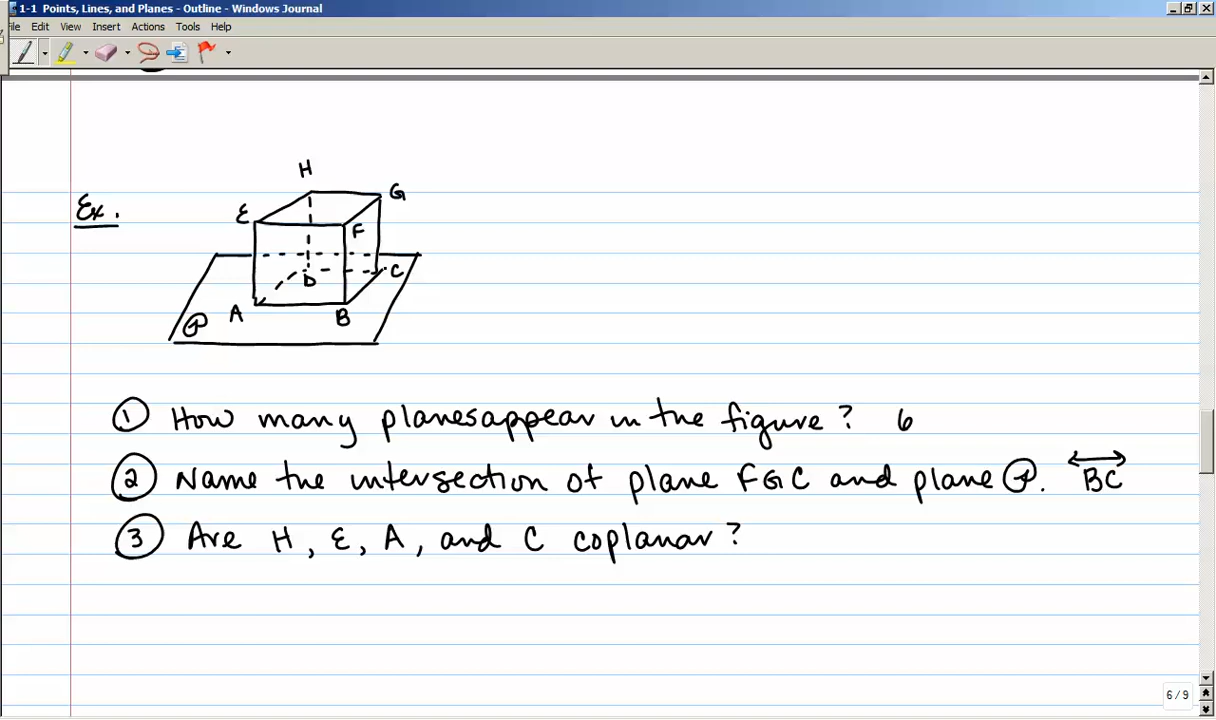 1-1 Points, Lines, and Planes - Outline - Windows Journal
File Edit View Insert Actions Tools Help
H
G
Ex.
E
F
C
D
P
A
B
① How many planes appear in the figure? 6
② Name the intersection of plane FGC and plane P. BC
③ Are H, E, A, and C coplanar?
6 / 9